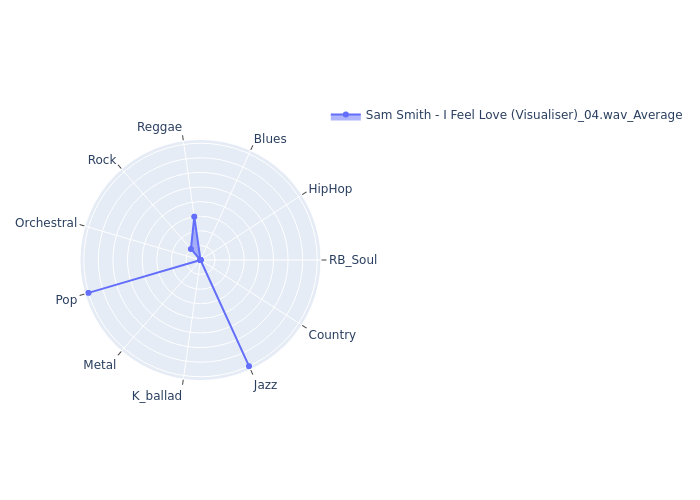 Sam Smith - I Feel Love (Visualiser)_04.wav_Average
Reggae
Blues
Rock
HipHop
Orchestral
RB_Soul
Pop
Country
Metal
Jazz
K_ballad